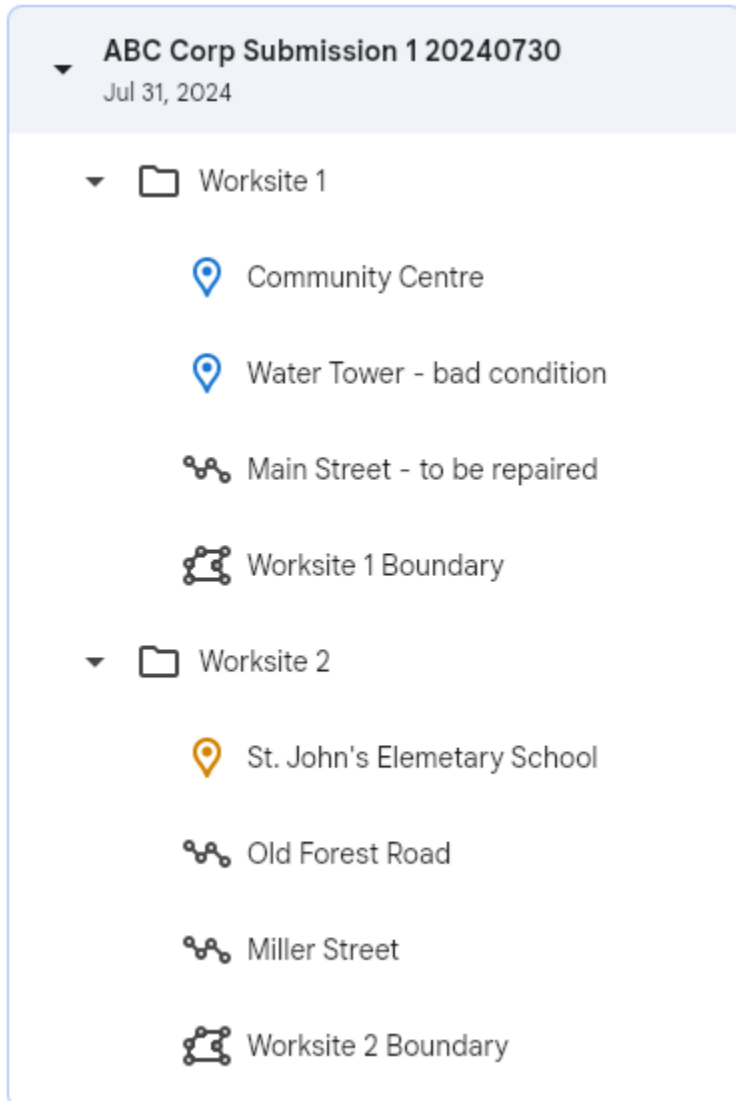 ABC Corp Submission 1 20240730
Jul 31, 2024
Worksite 1
Community Centre
Water Tower - bad condition
Main Street - to be repaired
Worksite 1 Boundary
Worksite 2
St. John's Elemetary School
Old Forest Road
Miller Street
Worksite 2 Boundary